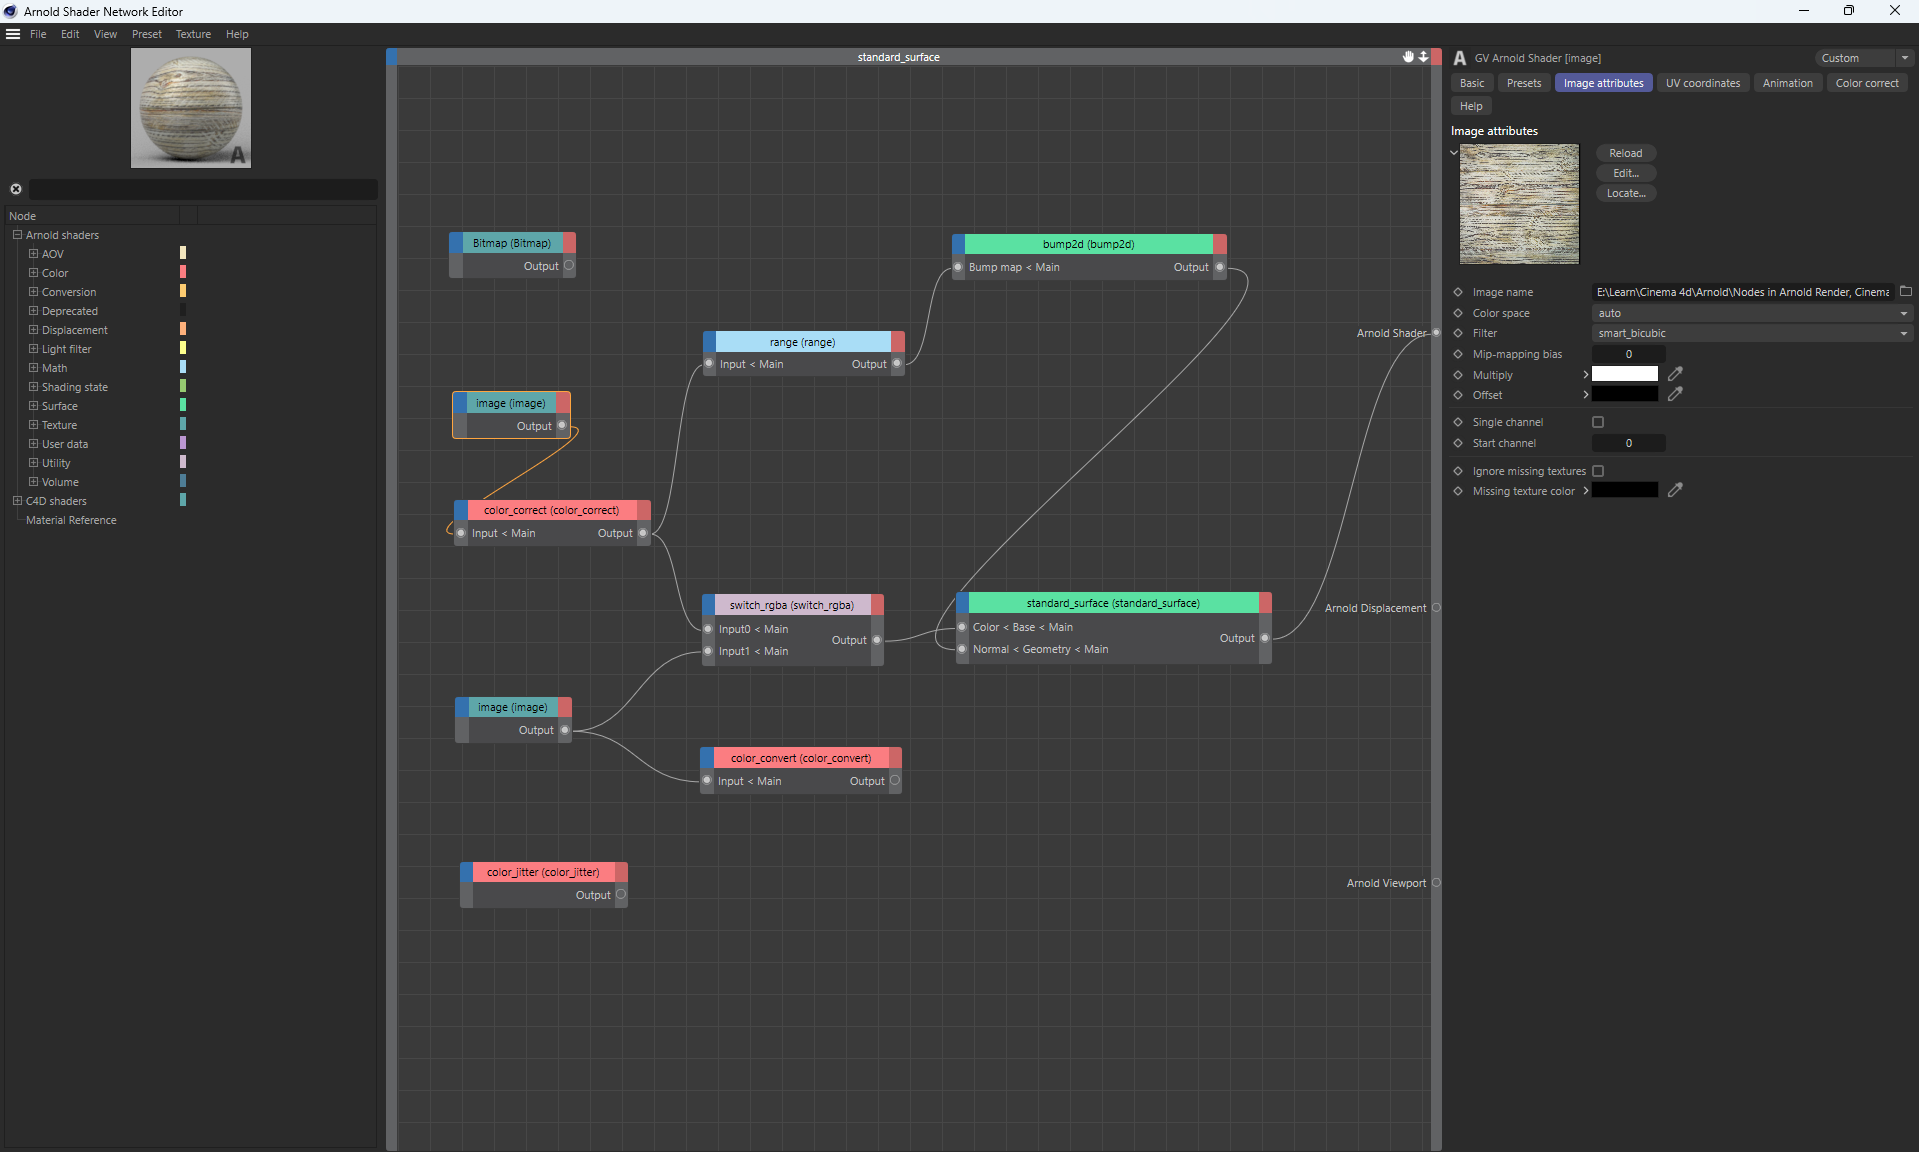 Arnold Shader Network Editor
File Edit View Preset Texture Help
A
Node
Arnold shaders
AOV
Color
Conversion
Deprecated
Displacement
Light filter
Math
Shading state
Surface
Texture
User data
Utility
Volume
C4D shaders
Material Reference
standard_surface
Bitmap (Bitmap)
Output
bump2d (bump2d)
Bump map < Main Output
range (range)
Input < Main Output
image (image)
Output
color_correct (color_correct)
Input < Main Output
switch_rgba (switch_rgba)
Input0 < Main
Output
Input1 < Main
standard_surface (standard_surface)
Color < Base < Main
Output
Normal < Geometry < Main
image (image)
Output
color_convert (color_convert)
Input < Main Output
color_jitter (color_jitter)
Output
Arnold Shader
Arnold Displacement
Arnold Viewport
A GV Arnold Shader [image] Custom
Basic Presets Image attributes UV coordinates Animation Color correct
Help
Image attributes
Reload
Edit...
Locate...
Image name E:\Learn\Cinema 4d\Arnold\Nodes in Arnold Render, Cinema
Color space auto
Filter smart_bicubic
Mip-mapping bias 0
Multiply
Offset
Single channel
Start channel 0
Ignore missing textures
Missing texture color